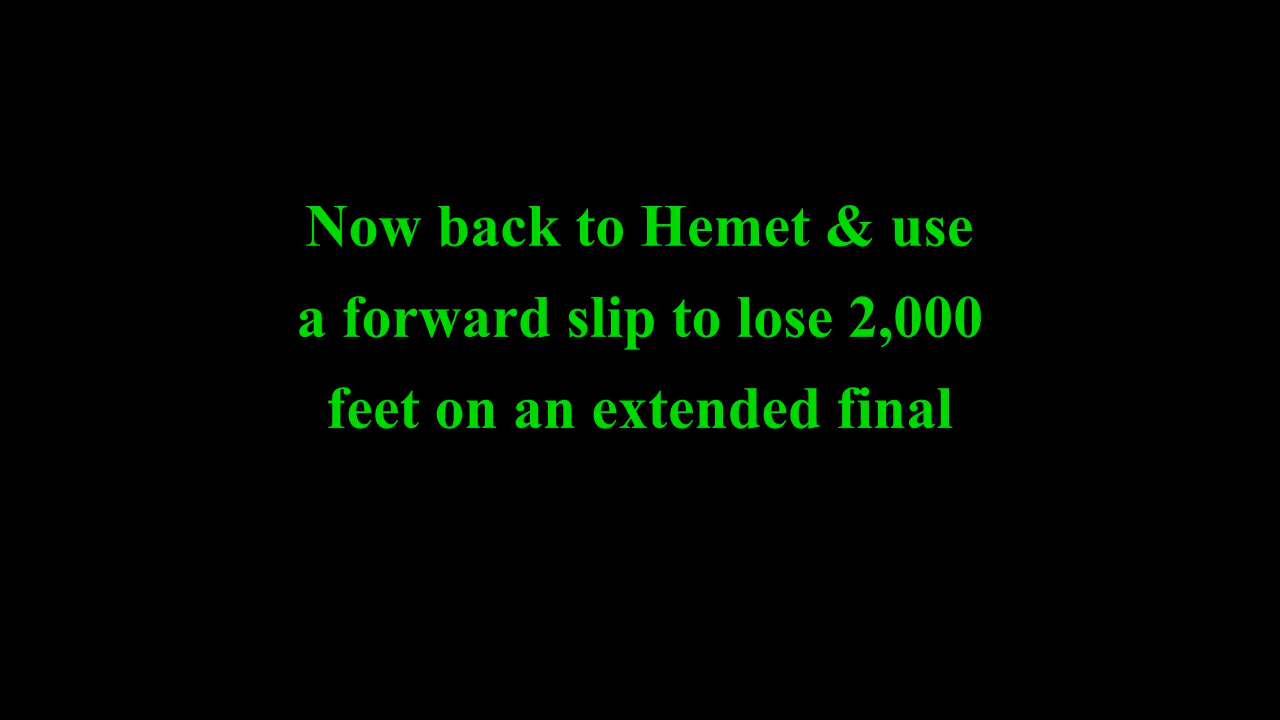 Now back to Hemet & use
a forward slip to lose 2,000
feet on an extended final